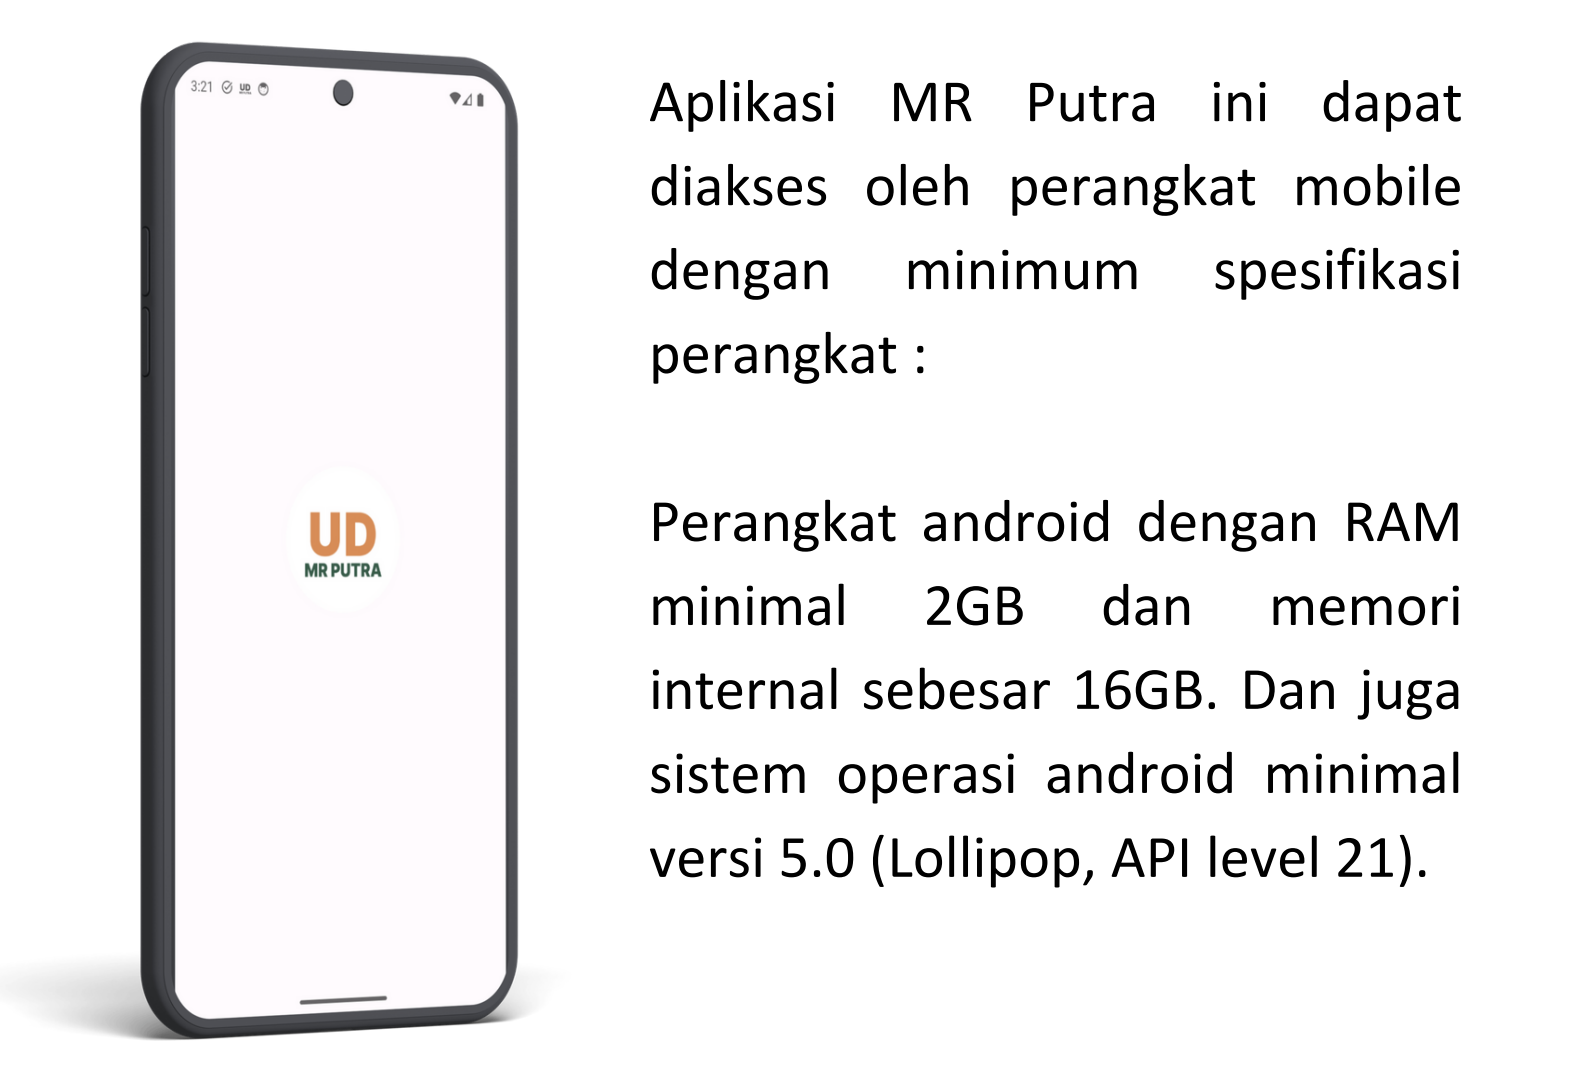 3:21 UD
UD
MR PUTRA
Aplikasi MR Putra ini dapat
diakses oleh perangkat mobile
dengan minimum spesifikasi
perangkat :
Perangkat android dengan RAM
minimal 2GB dan memori
internal sebesar 16GB. Dan juga
sistem operasi android minimal
versi 5.0 (Lollipop, API level 21).